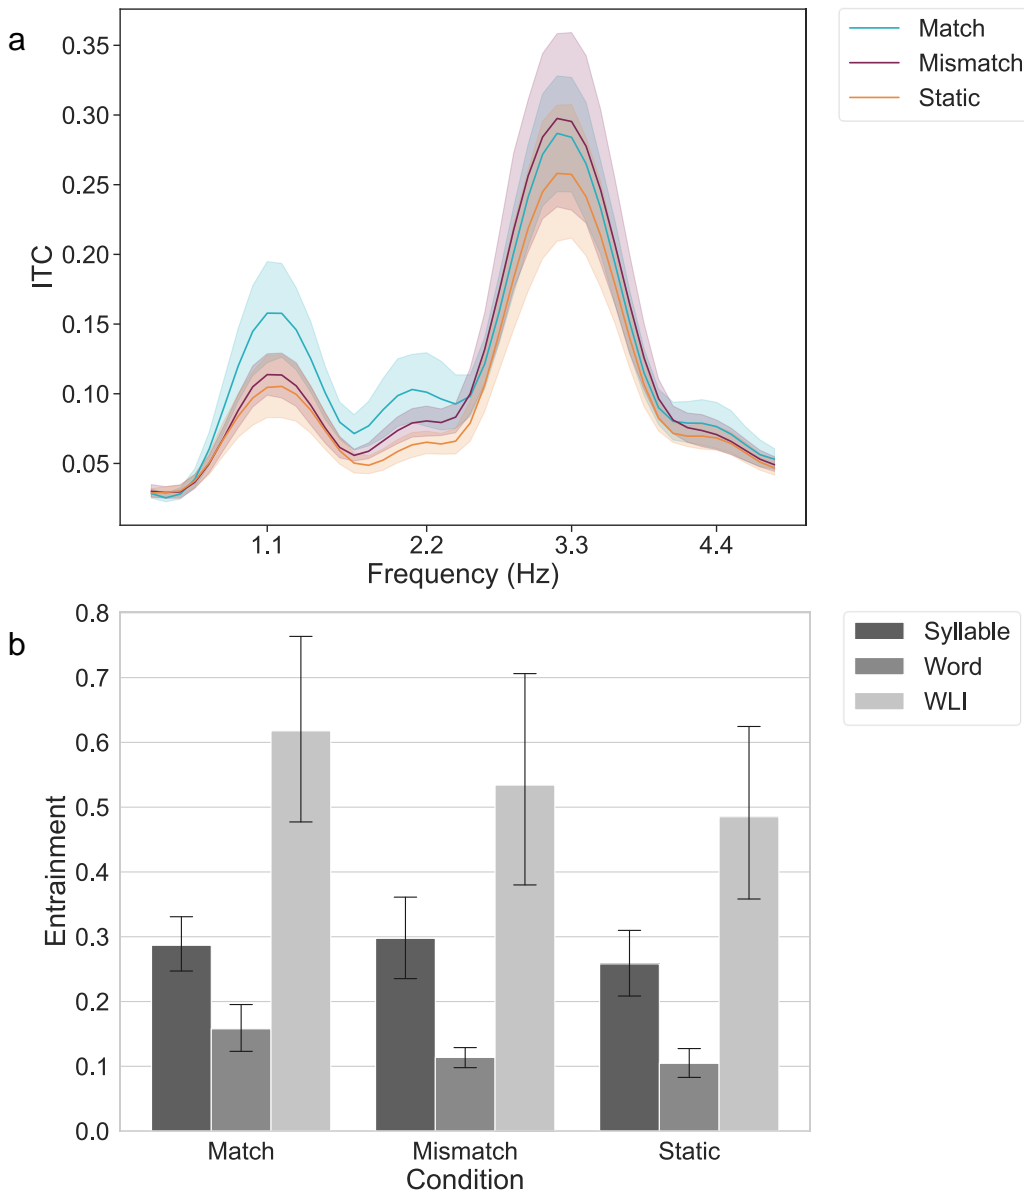 a
0.35
0.30
0.25
0.20
0.15
0.10
0.05
ITC
1.1
2.2
3.3
4.4
Frequency (Hz)
Match
Mismatch
Static
b
0.8
0.7
0.6
0.5
0.4
0.3
0.2
0.1
0.0
Entrainment
Match
Mismatch
Static
Condition
Syllable
Word
WLI